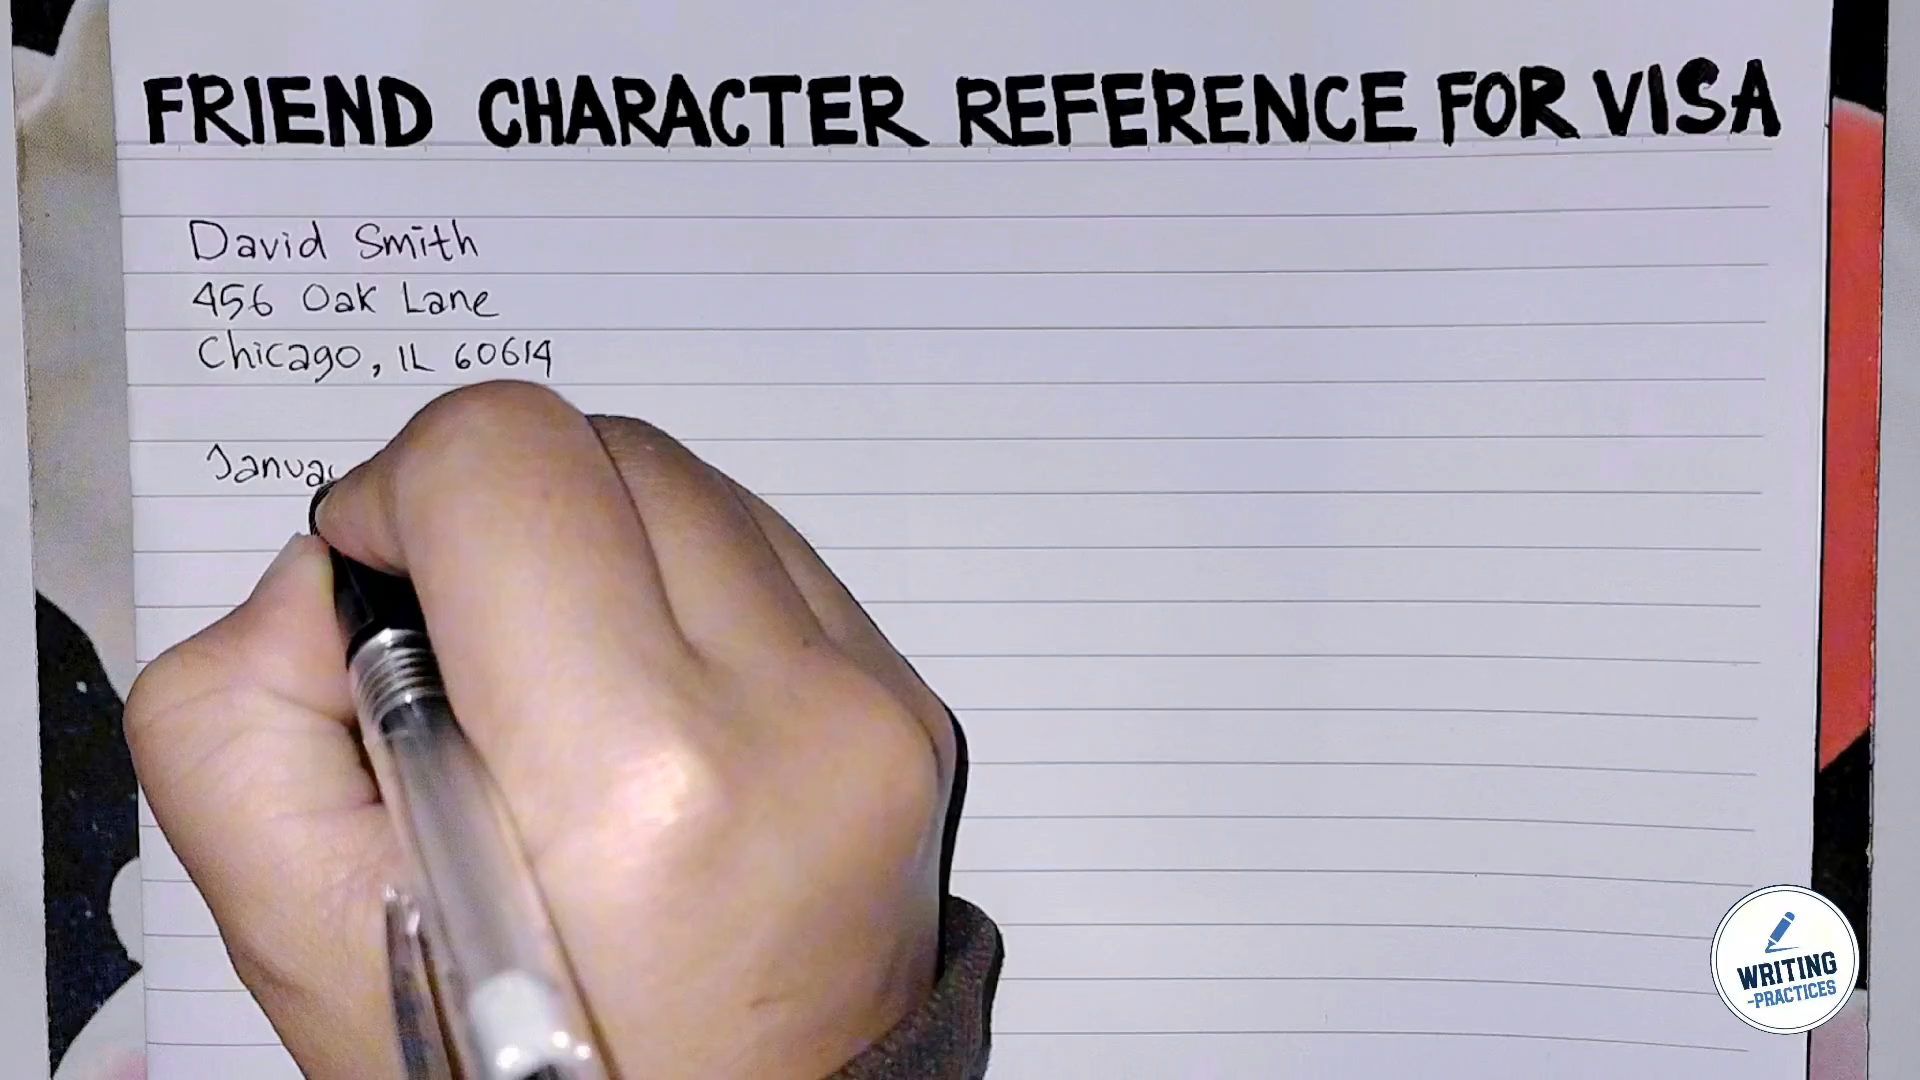 FRIEND CHARACTER REFERENCE FOR VISA
David Smith
456 Oak Lane
Chicago, IL 60614
WRITING
-PRACTICES